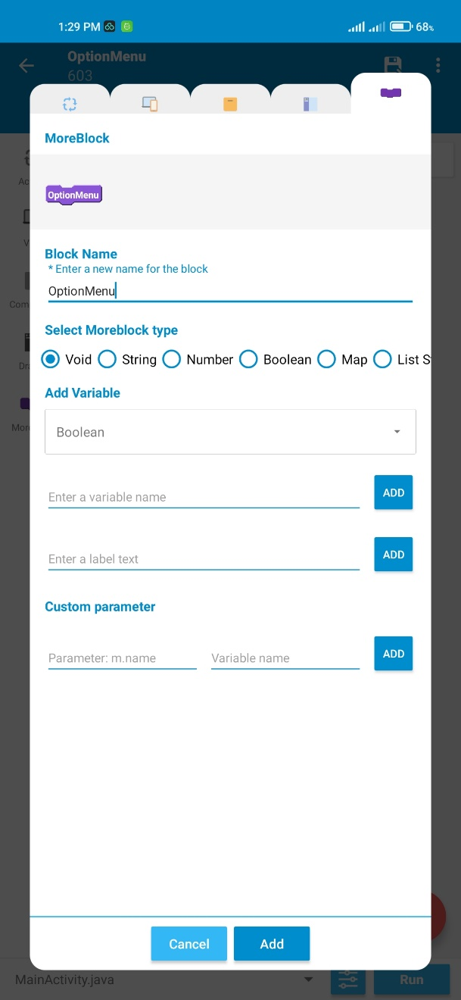 1:29 PM 68%
OptionMenu
603
MoreBlock
OptionMenu
Block Name
* Enter a new name for the block
OptionMenu
Select Moreblock type
Void String Number Boolean Map List S
Add Variable
Boolean
Enter a variable name ADD
Enter a label text ADD
Custom parameter
Parameter: m.name Variable name ADD
Cancel Add
MainActivity.java Run